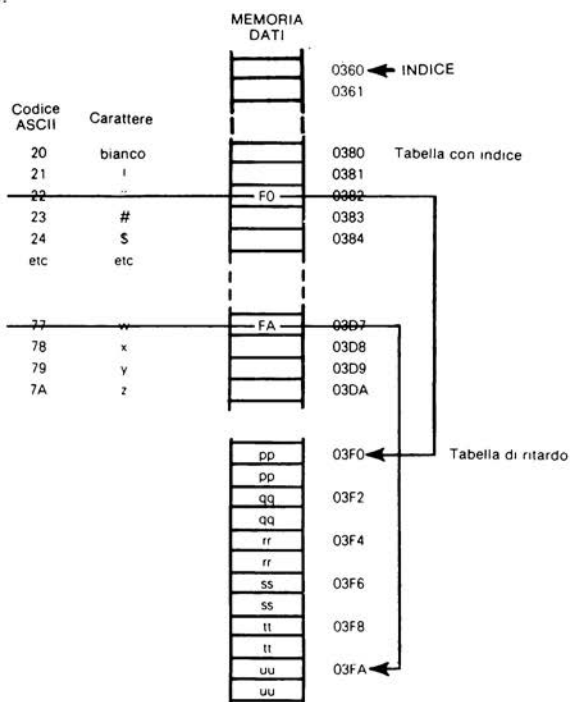 MEMORIA
DATI
0360 INDICE
0361
Codice
ASCII Carattere
20 bianco 0380 Tabella con indice
21 ! 0381
22 " F0 0382
23 # 0383
24 $ 0384
etc etc
77 w FA 03D7
78 x 03D8
79 y 03D9
7A z 03DA
pp 03F0 Tabella di ritardo
pp
qq 03F2
qq
rr 03F4
rr
ss 03F6
ss
tt 03F8
tt
uu 03FA
uu